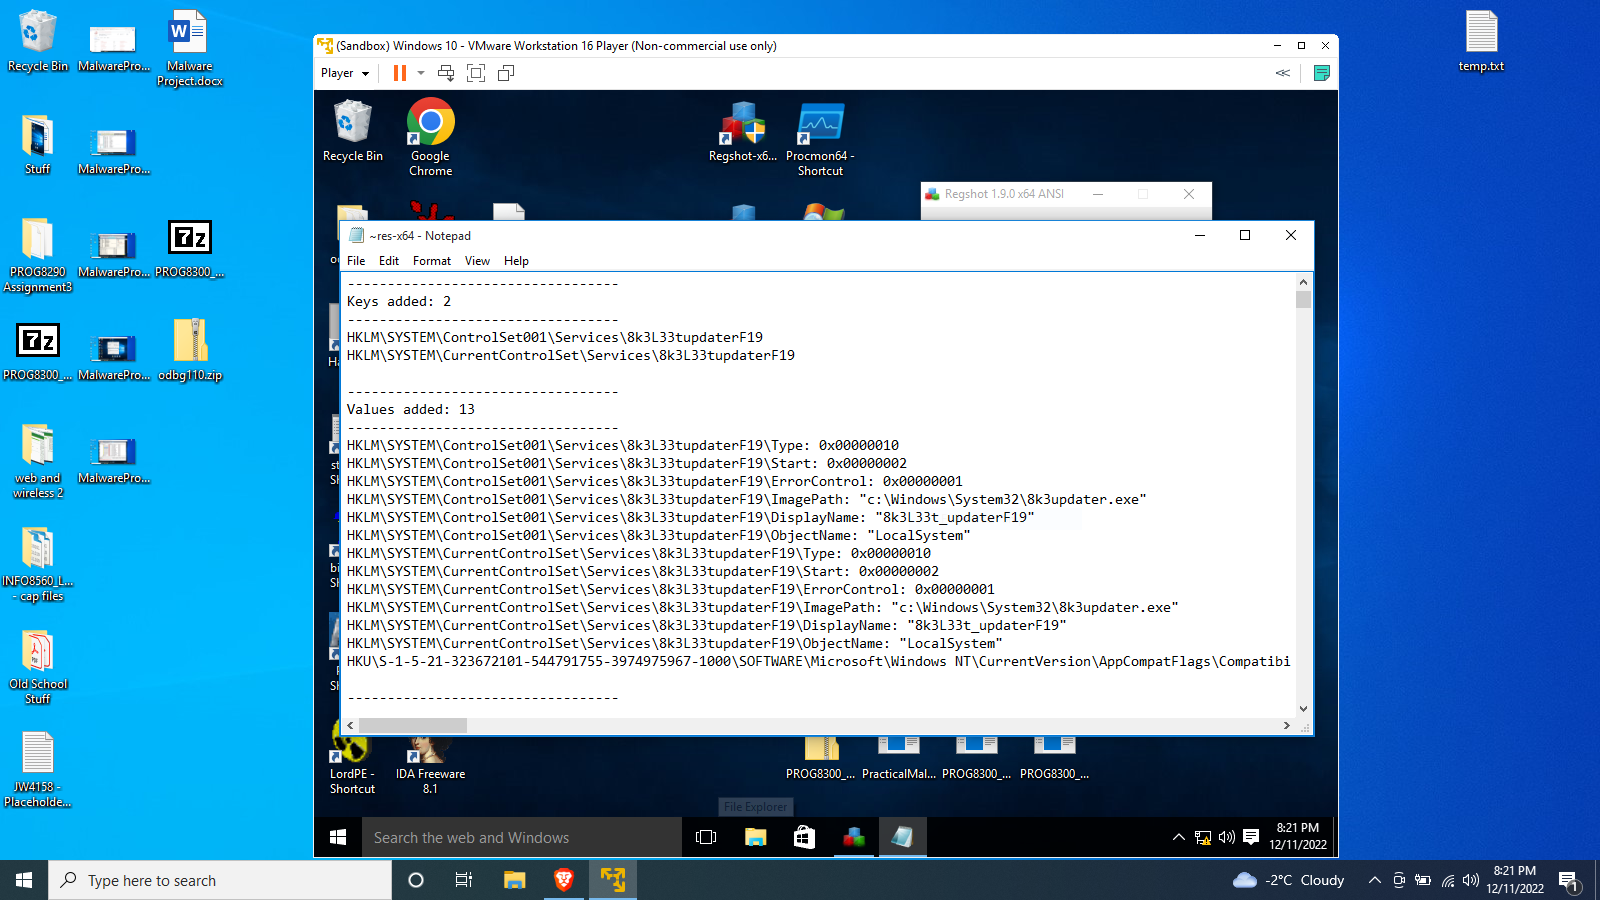 Recycle Bin
MalwarePro...
Malware
Project.docx
Stuff
MalwarePro...
PROG8290
Assignment3
MalwarePro...
PROG8300_...
PROG8300_...
MalwarePro...
odbg110.zip
web and
wireless 2
MalwarePro...
INFO8560_L...
- cap files
Old School
Stuff
JW4158 -
Placeholde...
temp.txt
(Sandbox) Windows 10 - VMware Workstation 16 Player (Non-commercial use only)
Player
Recycle Bin
Google
Chrome
Regshot-x6...
Procmon64 -
Shortcut
Regshot 1.9.0 x64 ANSI
~res-x64 - Notepad
File Edit Format View Help
----------------------------------
Keys added: 2
----------------------------------
HKLM\SYSTEM\ControlSet001\Services\8k3L33tupdaterF19
HKLM\SYSTEM\CurrentControlSet\Services\8k3L33tupdaterF19
----------------------------------
Values added: 13
----------------------------------
HKLM\SYSTEM\ControlSet001\Services\8k3L33tupdaterF19\Type: 0x00000010
HKLM\SYSTEM\ControlSet001\Services\8k3L33tupdaterF19\Start: 0x00000002
HKLM\SYSTEM\ControlSet001\Services\8k3L33tupdaterF19\ErrorControl: 0x00000001
HKLM\SYSTEM\ControlSet001\Services\8k3L33tupdaterF19\ImagePath: "c:\Windows\System32\8k3updater.exe"
HKLM\SYSTEM\ControlSet001\Services\8k3L33tupdaterF19\DisplayName: "8k3L33t_updaterF19"
HKLM\SYSTEM\ControlSet001\Services\8k3L33tupdaterF19\ObjectName: "LocalSystem"
HKLM\SYSTEM\CurrentControlSet\Services\8k3L33tupdaterF19\Type: 0x00000010
HKLM\SYSTEM\CurrentControlSet\Services\8k3L33tupdaterF19\Start: 0x00000002
HKLM\SYSTEM\CurrentControlSet\Services\8k3L33tupdaterF19\ErrorControl: 0x00000001
HKLM\SYSTEM\CurrentControlSet\Services\8k3L33tupdaterF19\ImagePath: "c:\Windows\System32\8k3updater.exe"
HKLM\SYSTEM\CurrentControlSet\Services\8k3L33tupdaterF19\DisplayName: "8k3L33t_updaterF19"
HKLM\SYSTEM\CurrentControlSet\Services\8k3L33tupdaterF19\ObjectName: "LocalSystem"
HKU\S-1-5-21-323672101-544791755-3974975967-1000\SOFTWARE\Microsoft\Windows NT\CurrentVersion\AppCompatFlags\Compatibi
----------------------------------
LordPE -
Shortcut
IDA Freeware
8.1
PROG8300_...
PracticalMal...
PROG8300_...
PROG8300_...
File Explorer
Search the web and Windows
8:21 PM
12/11/2022
Type here to search
-2°C Cloudy
8:21 PM
12/11/2022
1